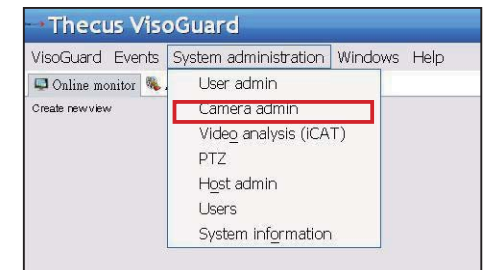 Thecus VisoGuard
VisoGuard Events System administration Windows Help
Online monitor
Create new view
User admin
Camera admin
Video analysis (iCAT)
PTZ
Host admin
Users
System information